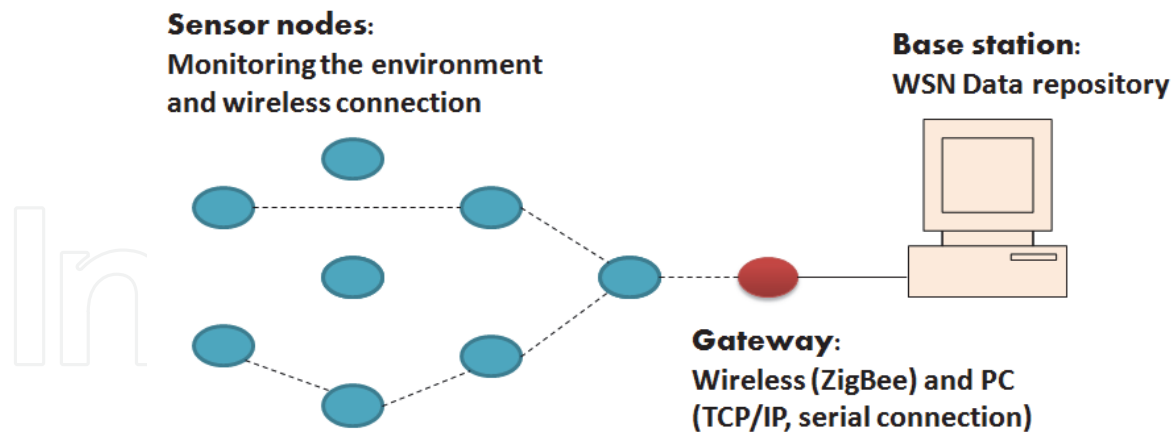 Sensor nodes:
Monitoring the environment
and wireless connection
Base station:
WSN Data repository
In
Gateway:
Wireless (ZigBee) and PC
(TCP/IP, serial connection)